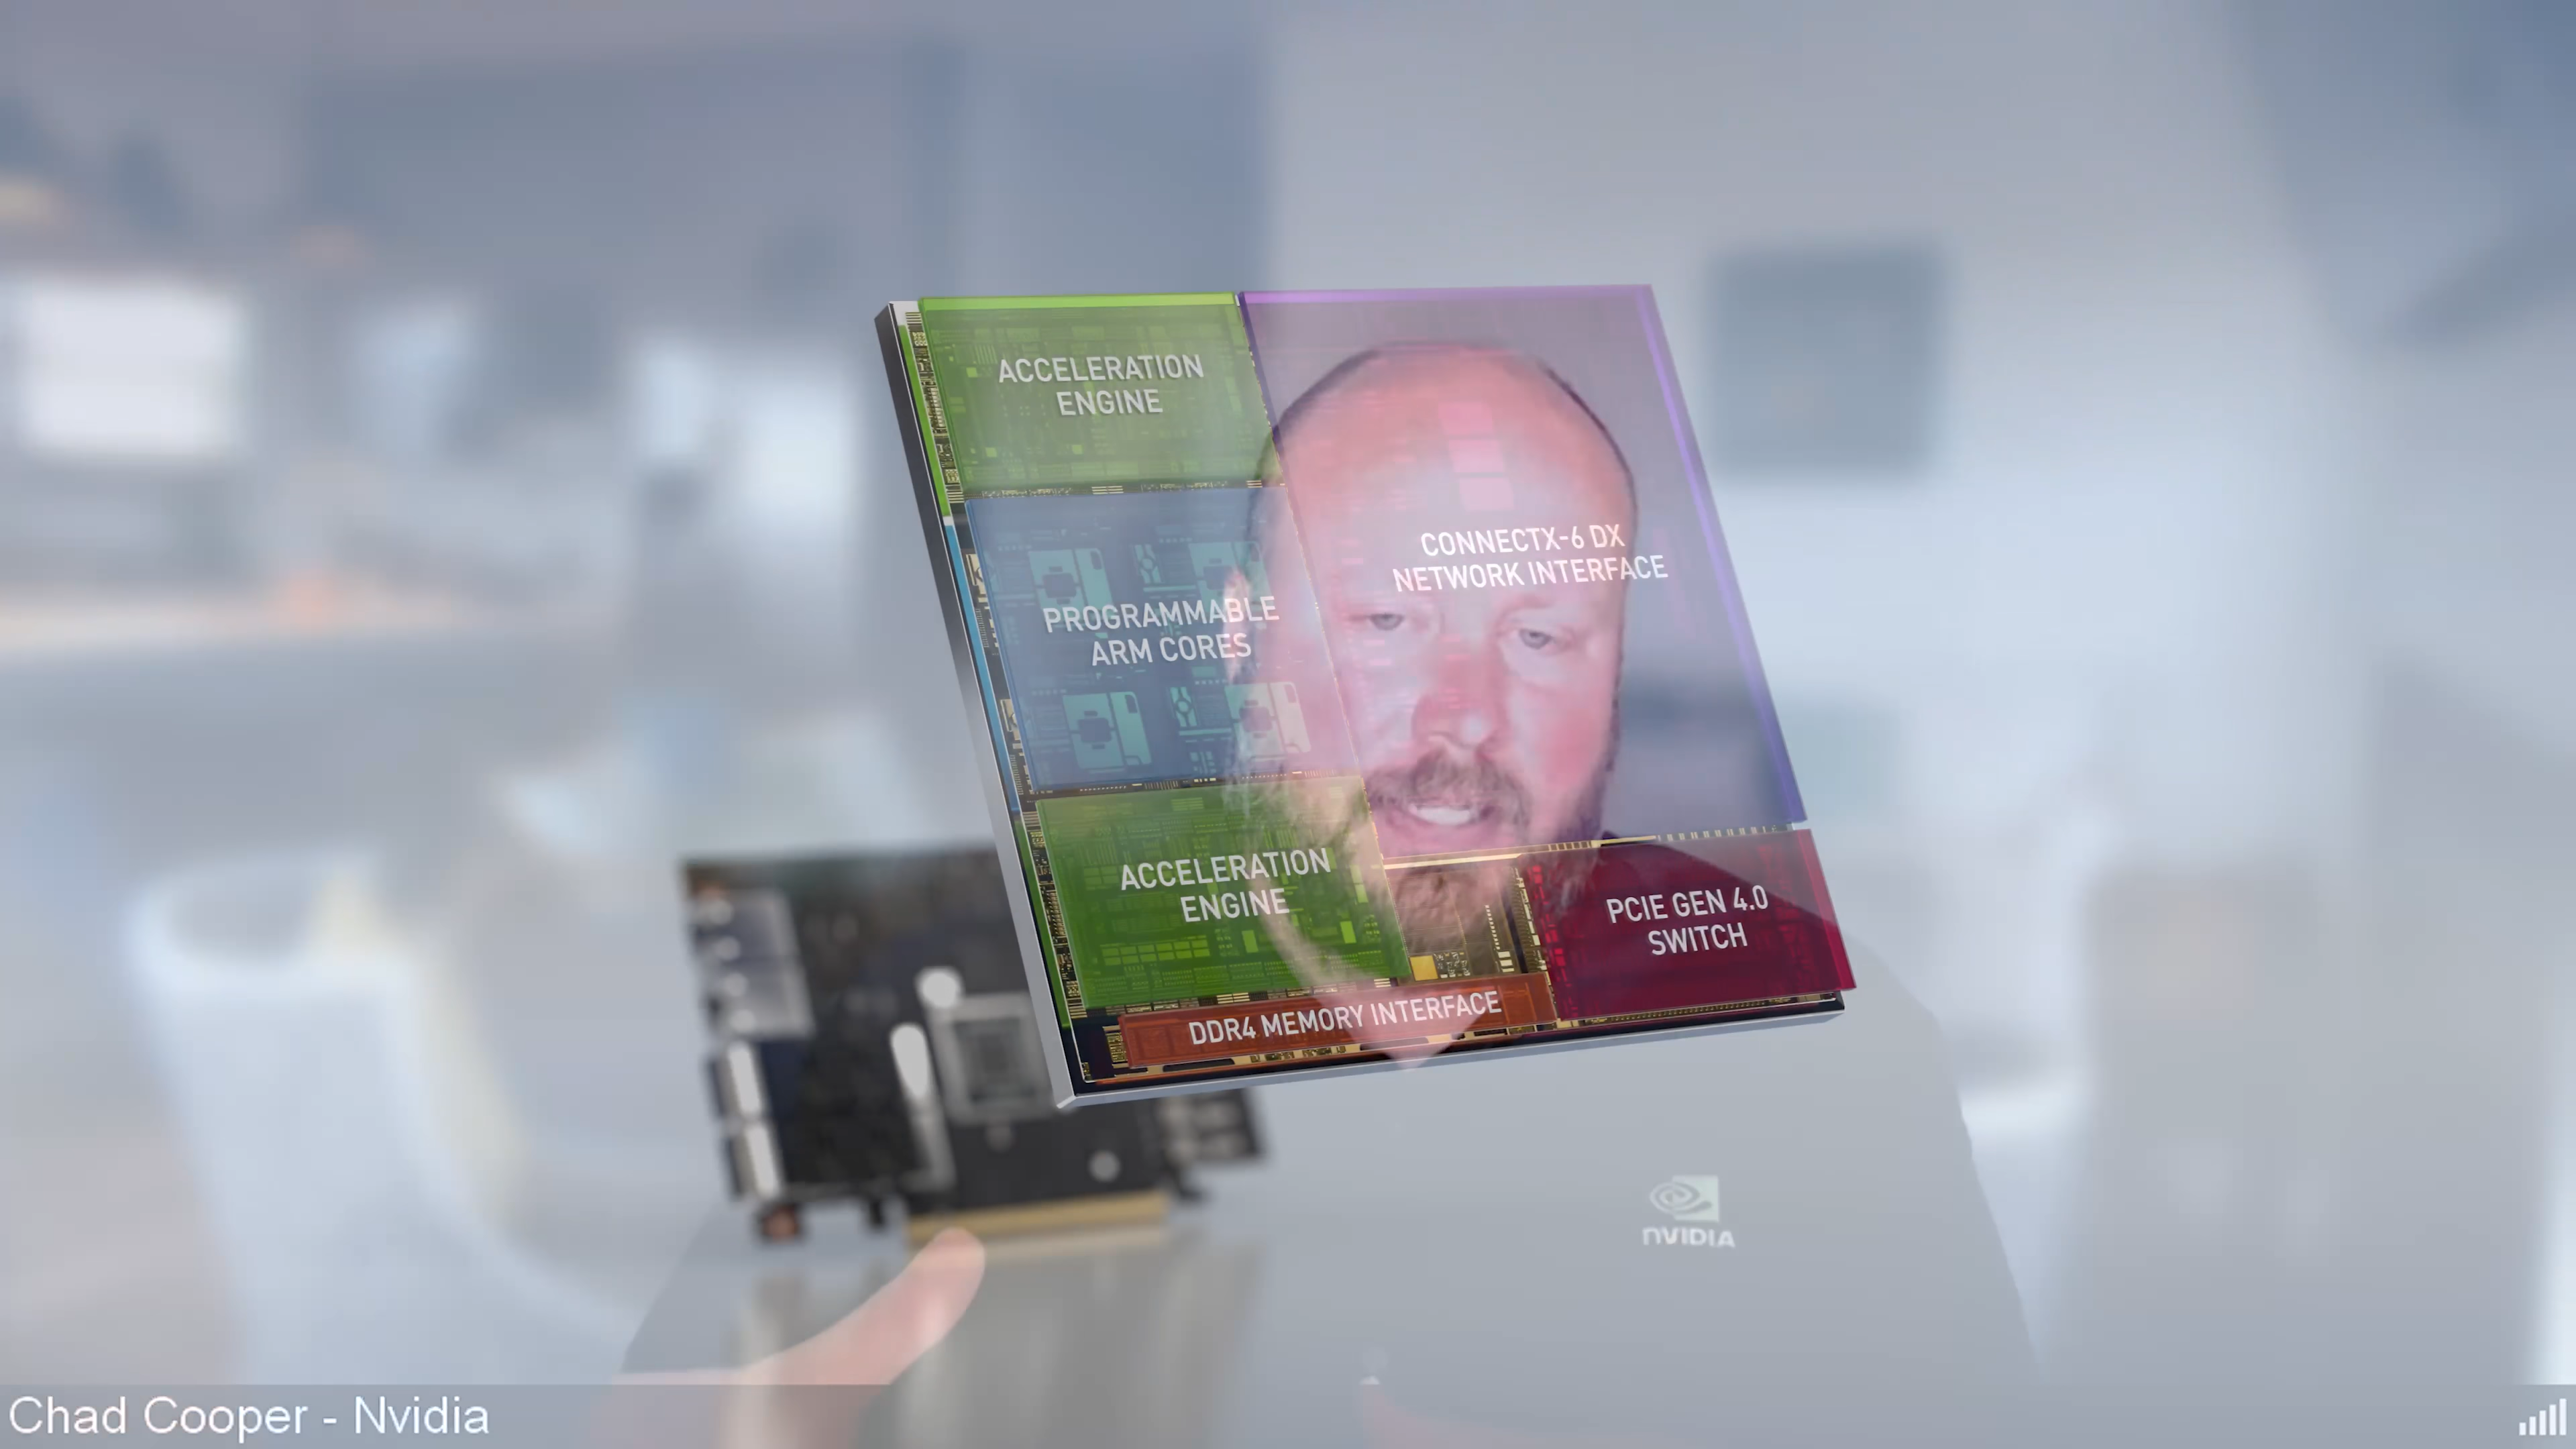 ACCELERATION
ENGINE
CONNECTX-6 DX
NETWORK INTERFACE
PROGRAMMABLE
ARM CORES
ACCELERATION
ENGINE
PCIE GEN 4.0
SWITCH
DDR4 MEMORY INTERFACE
NVIDIA
Chad Cooper - Nvidia